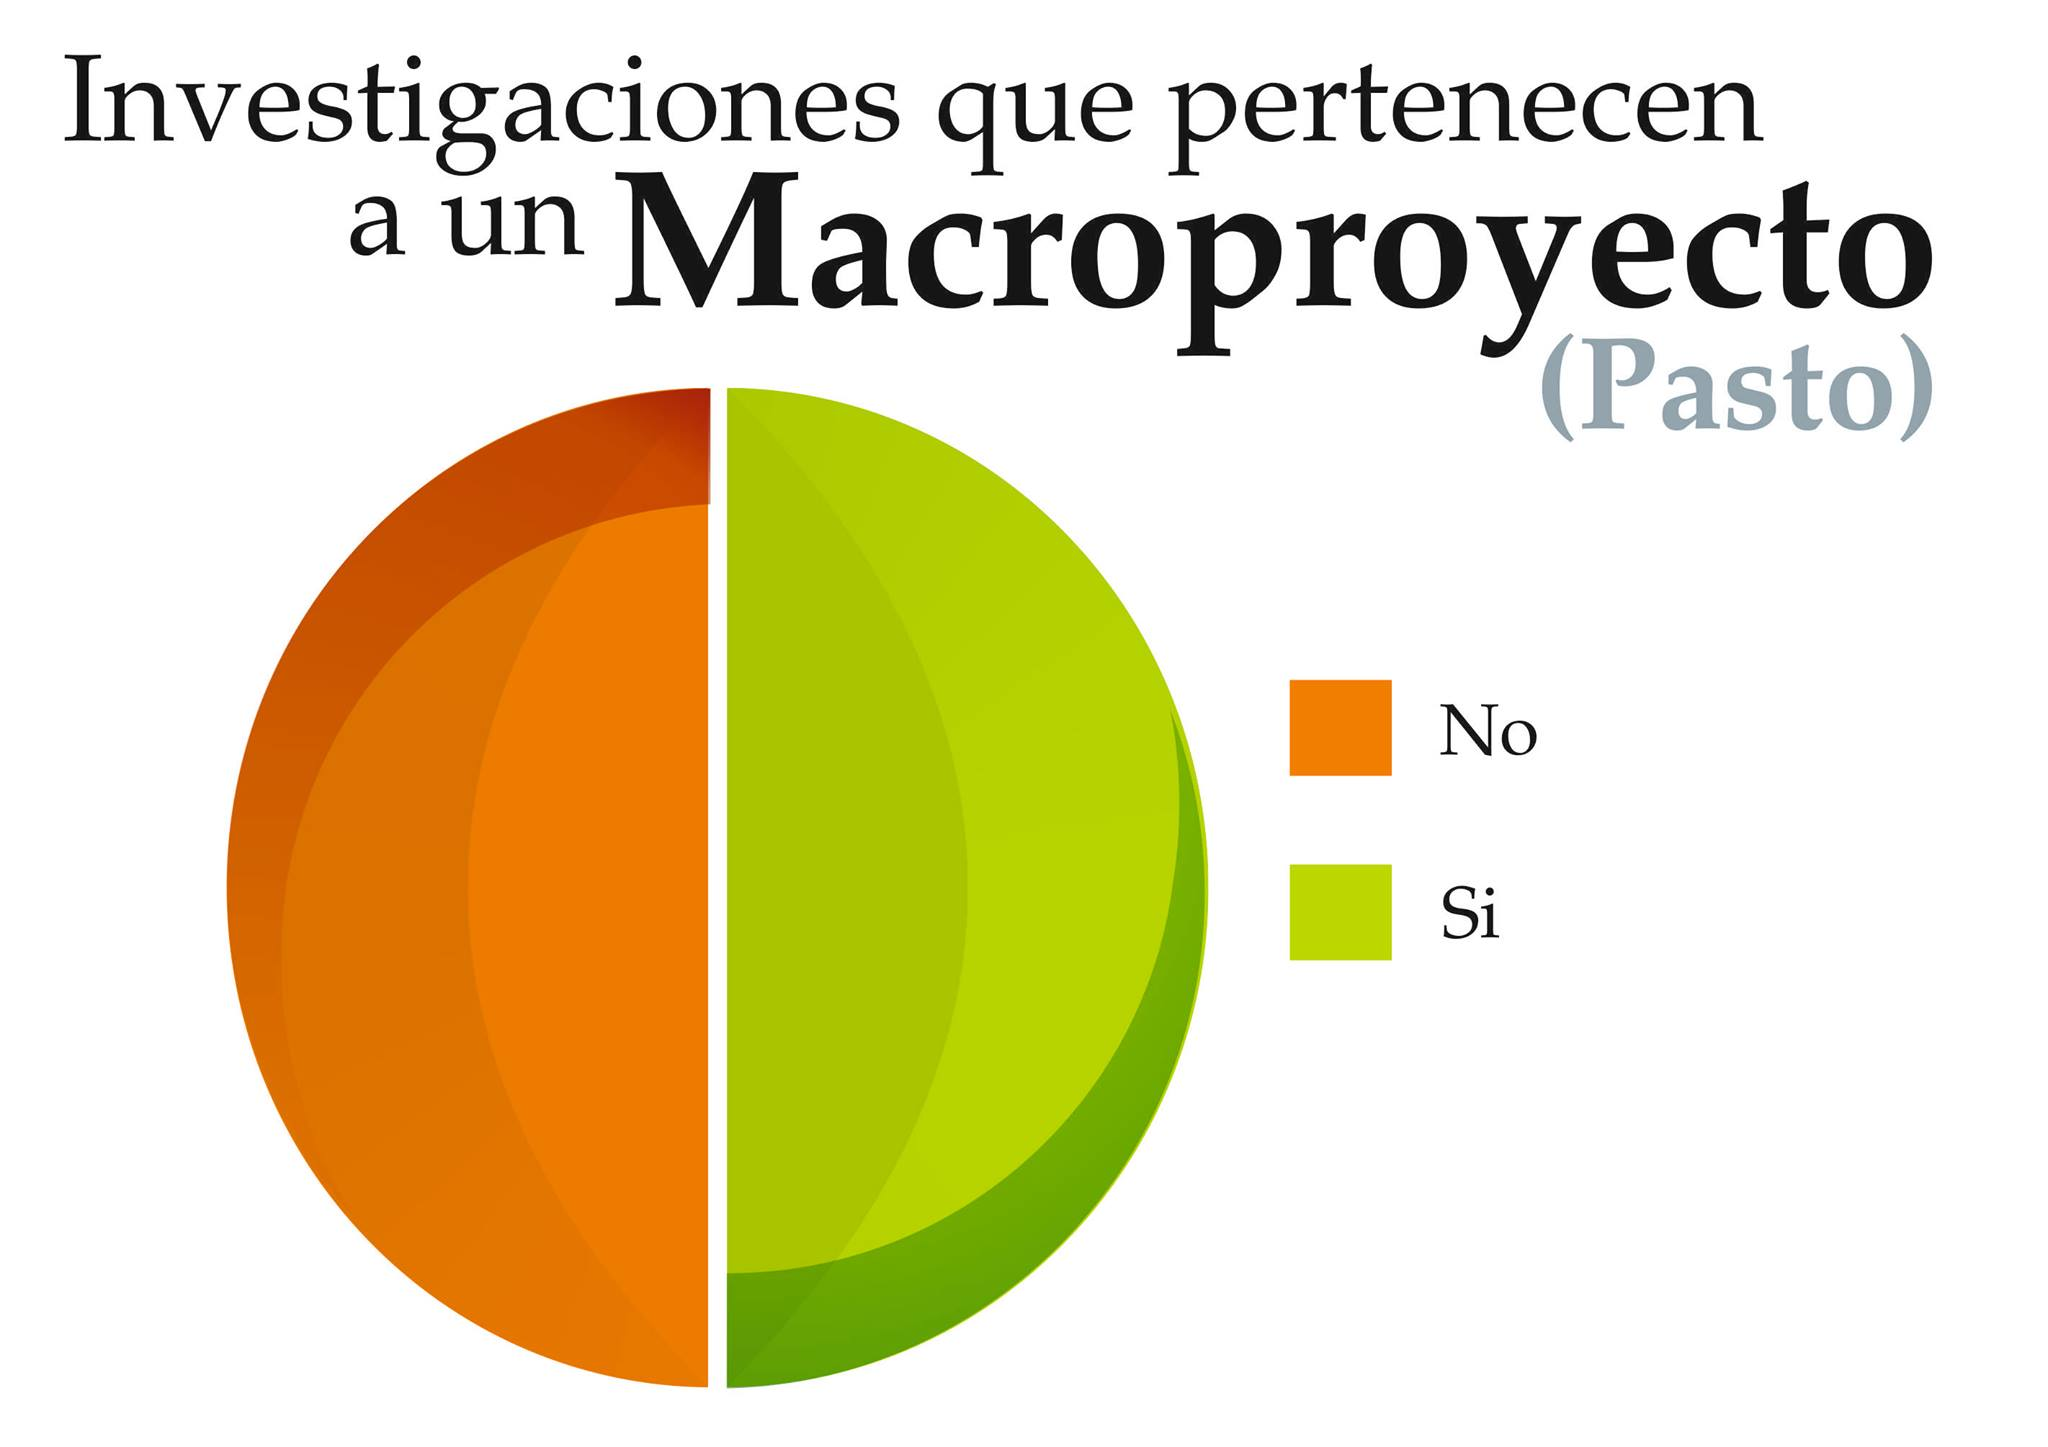 Investigaciones que pertenecen
a un Macroproyecto
(Pasto)
No
Si